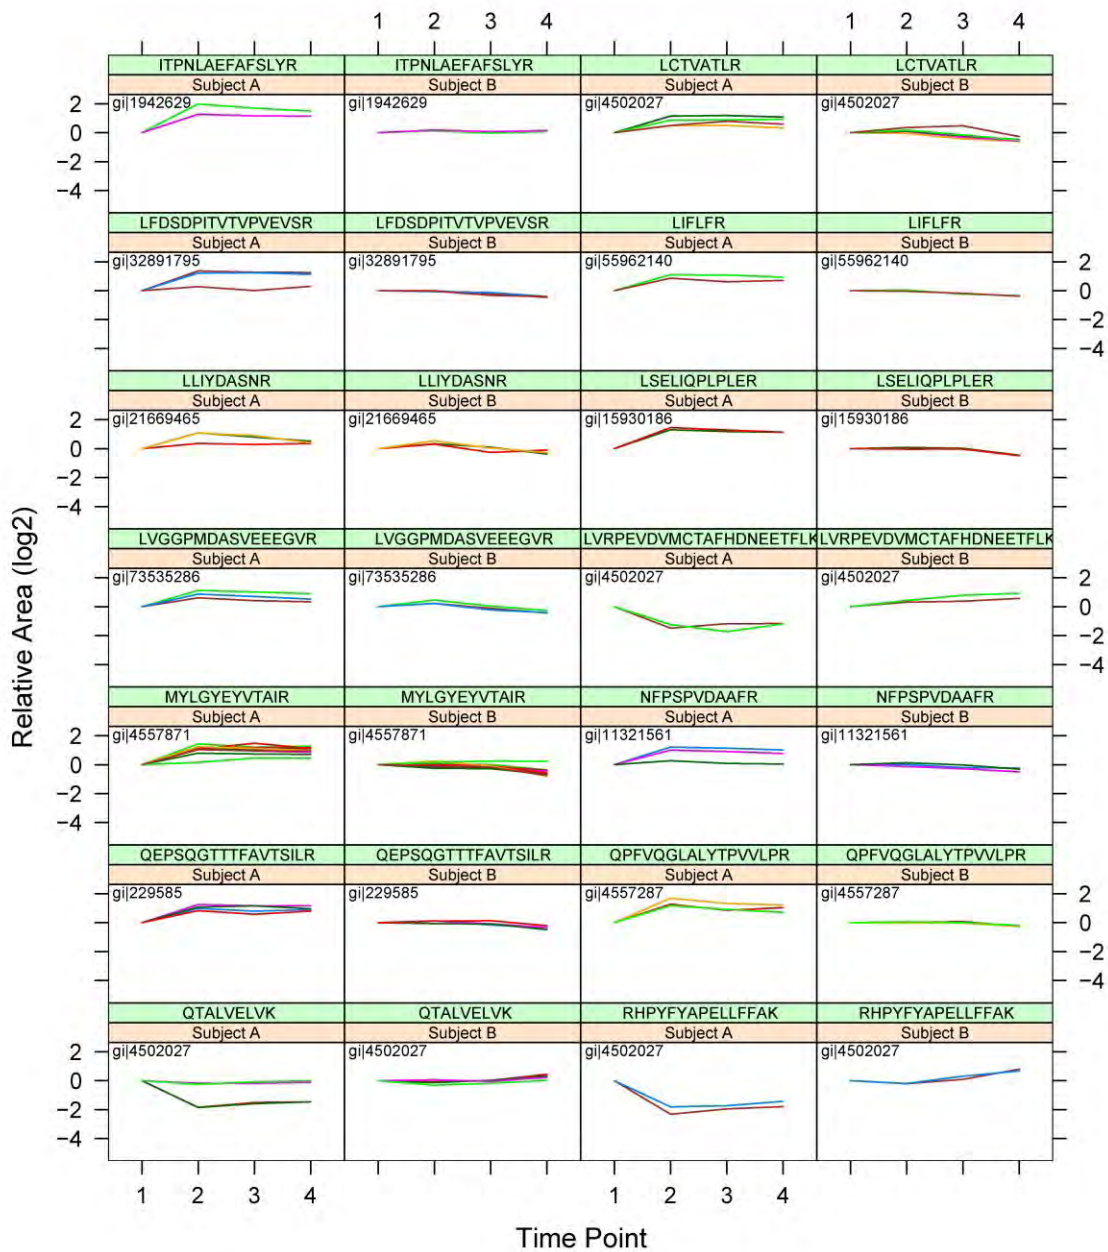 1 2 3 4
ITPNLAEFAFSLYR ITPNLAEFAFSLYR LCTVATLR LCTVATLR
Subject A Subject B Subject A Subject B
gi|1942629 gi|1942629 gi|4502027 gi|4502027
2
0
−2
−4
LFDSDPITVTVPVEVSR LFDSDPITVTVPVEVSR LIFLFR LIFLFR
Subject A Subject B Subject A Subject B
gi|32891795 gi|32891795 gi|55962140 gi|55962140
2
0
−2
−4
LLIYDASNR LLIYDASNR LSELIQPLPLER LSELIQPLPLER
Subject A Subject B Subject A Subject B
gi|21669465 gi|21669465 gi|15930186 gi|15930186
2
0
−2
−4
LVGGPMDASVEEEGVR LVGGPMDASVEEEGVR LVRPEVDVMCTAFHDNEETFLK LVRPEVDVMCTAFHDNEETFLK
Subject A Subject B Subject A Subject B
gi|73535286 gi|73535286 gi|4502027 gi|4502027
2
0
−2
−4
MYLGYEYVTAIR MYLGYEYVTAIR NFPSPVDAAFR NFPSPVDAAFR
Subject A Subject B Subject A Subject B
gi|4557871 gi|4557871 gi|11321561 gi|11321561
2
0
−2
−4
QEPSQGTTTFAVTSILR QEPSQGTTTFAVTSILR QPFVQGLALYTPVVLPR QPFVQGLALYTPVVLPR
Subject A Subject B Subject A Subject B
gi|229585 gi|229585 gi|4557287 gi|4557287
2
0
−2
−4
QTALVELVK QTALVELVK RHPYFYAPELLFFAK RHPYFYAPELLFFAK
Subject A Subject B Subject A Subject B
gi|4502027 gi|4502027 gi|4502027 gi|4502027
2
0
−2
−4
1 2 3 4 1 2 3 4
Time Point
Relative Area (log2)
1 2 3 4